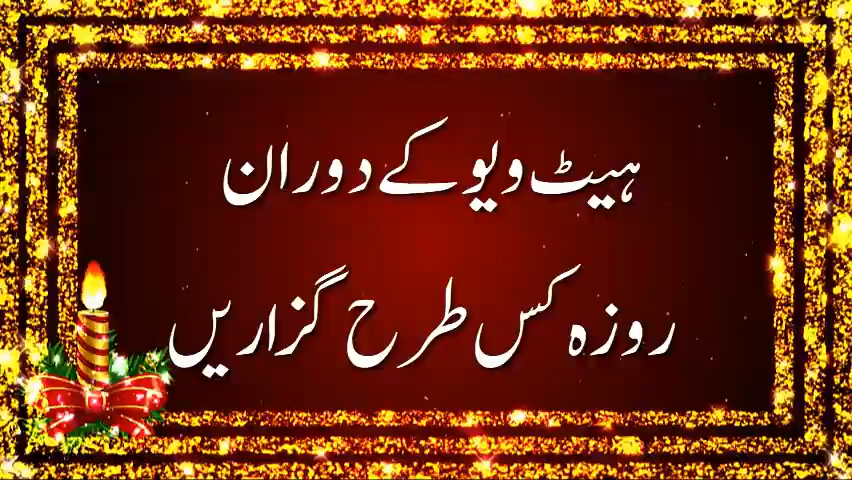 ہیٹ ویو کے دوران
روزہ کس طرح گزاریں